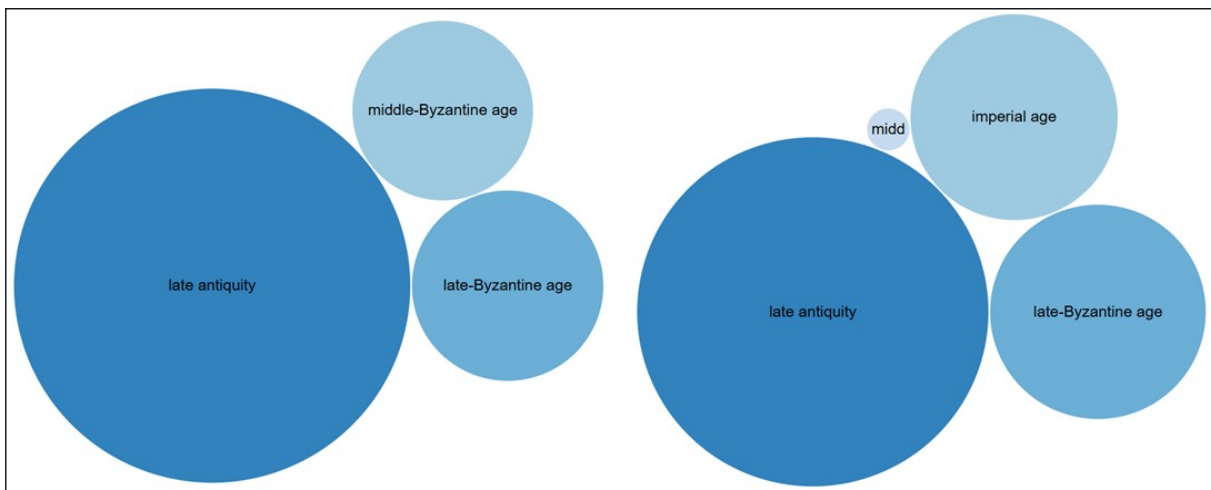 middle-Byzantine age
late antiquity
late-Byzantine age
midd
imperial age
late antiquity
late-Byzantine age